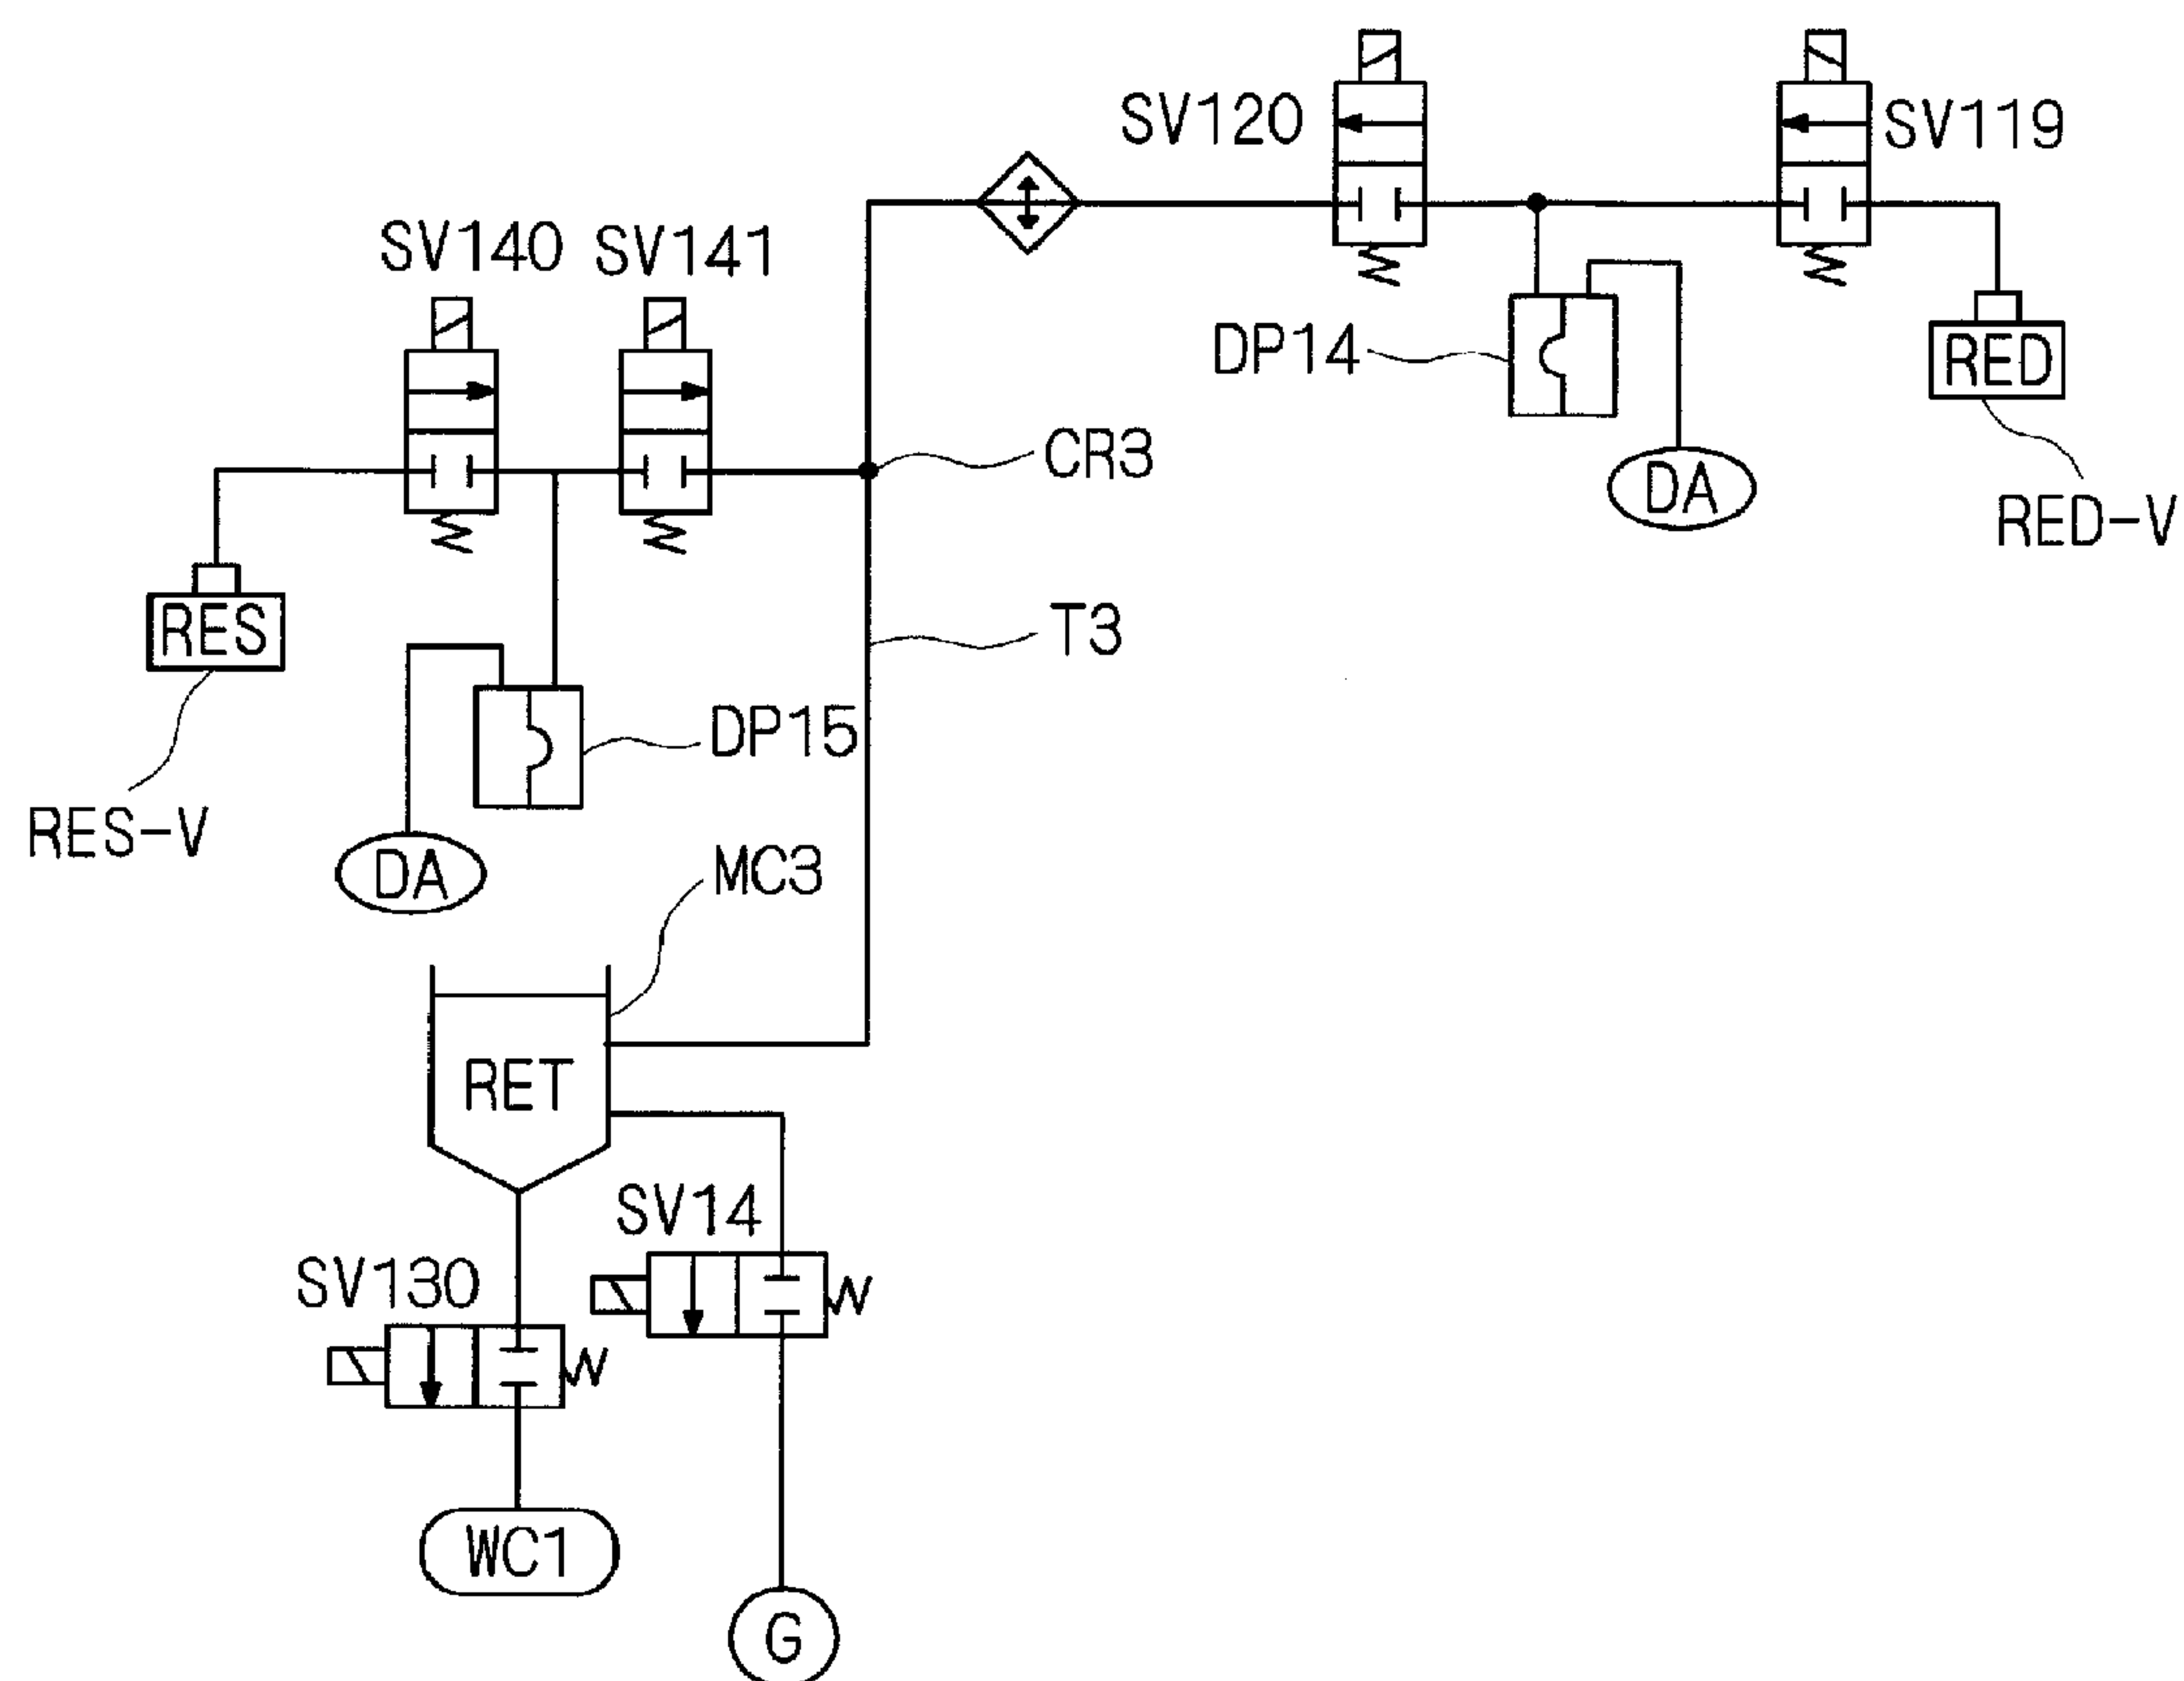 SV120
SV119
SV140
SV141
DP14
RED
CR3
DA
RED-V
RES
T3
DP15
RES-V
DA
MC3
RET
SV14
SV130
WC1
G